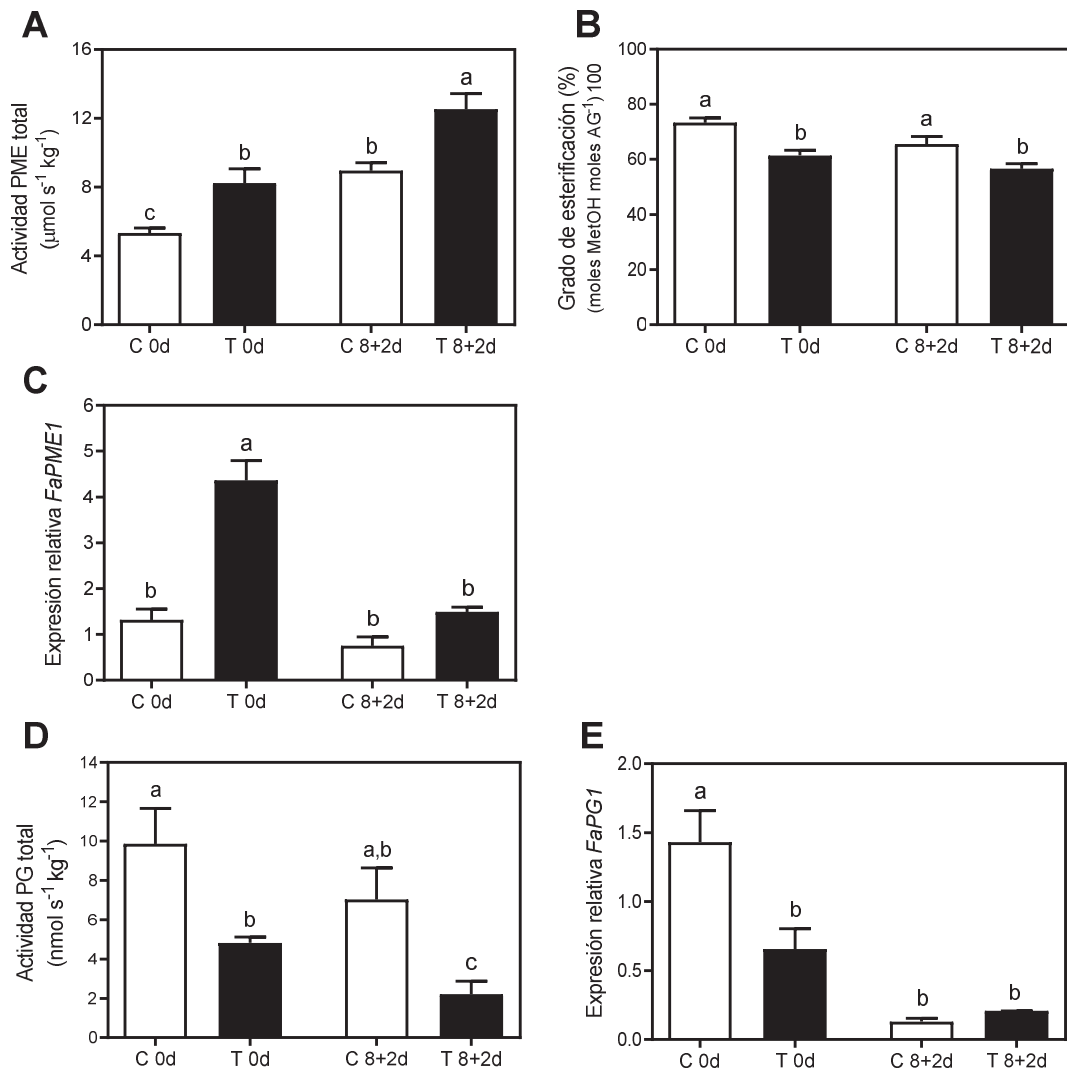 A
Actividad PME total
(μmol s⁻¹ kg⁻¹)
16
12
8
4
0
c
b
b
a
C 0d
T 0d
C 8+2d
T 8+2d
B
Grado de esterificación (%)
(moles MetOH moles AG⁻¹) 100
100
80
60
40
20
0
a
b
a
b
C 0d
T 0d
C 8+2d
T 8+2d
C
Expresión relativa FaPME1
6
5
4
3
2
1
0
b
a
b
b
C 0d
T 0d
C 8+2d
T 8+2d
D
Actividad PG total
(nmol s⁻¹ kg⁻¹)
14
12
10
8
6
4
2
0
a
b
a,b
c
C 0d
T 0d
C 8+2d
T 8+2d
E
Expresión relativa FaPG1
2.0
1.5
1.0
0.5
0.0
a
b
b
b
C 0d
T 0d
C 8+2d
T 8+2d